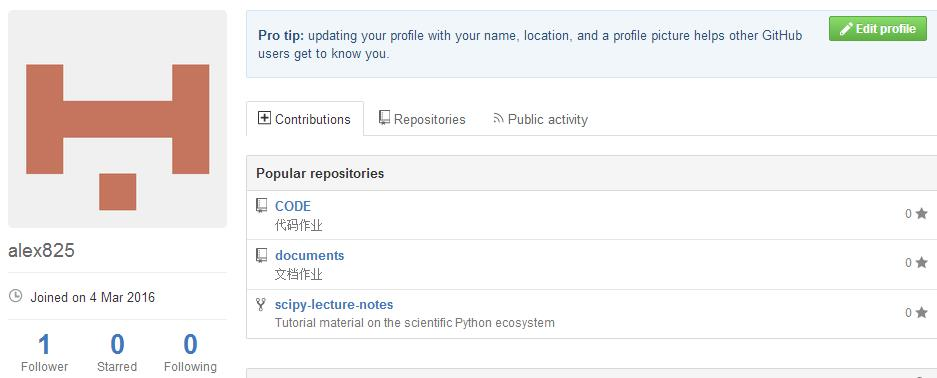 Pro tip: updating your profile with your name, location, and a profile picture helps other GitHub
users get to know you.
Edit profile
Contributions
Repositories
Public activity
Popular repositories
CODE
代码作业
0
documents
文档作业
0
scipy-lecture-notes
Tutorial material on the scientific Python ecosystem
0
alex825
Joined on 4 Mar 2016
1
Follower
0
Starred
0
Following